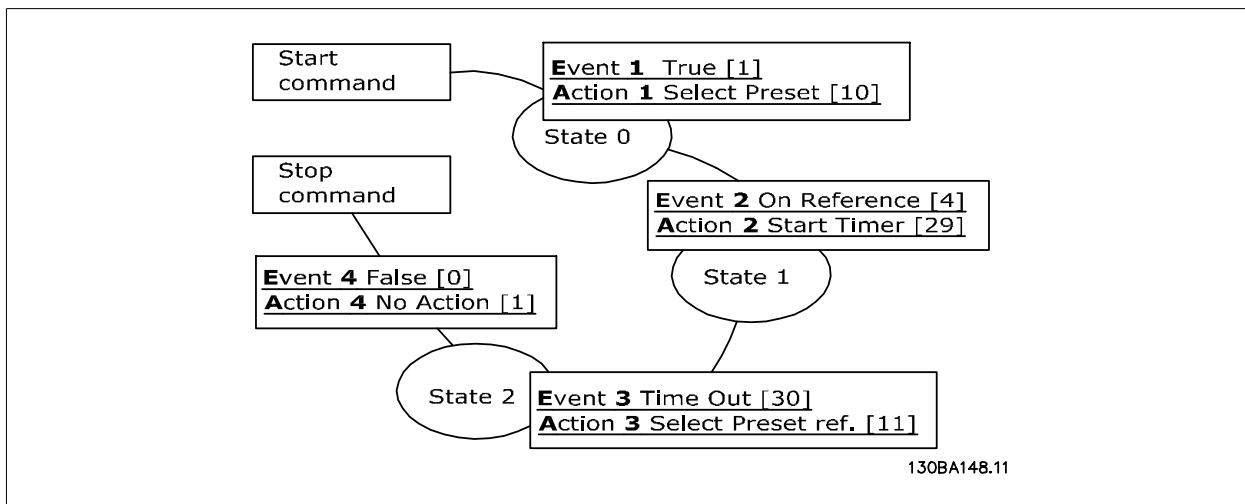 Start
command
Event 1 True [1]
Action 1 Select Preset [10]
State 0
Stop
command
Event 2 On Reference [4]
Action 2 Start Timer [29]
State 1
Event 4 False [0]
Action 4 No Action [1]
State 2
Event 3 Time Out [30]
Action 3 Select Preset ref. [11]
130BA148.11